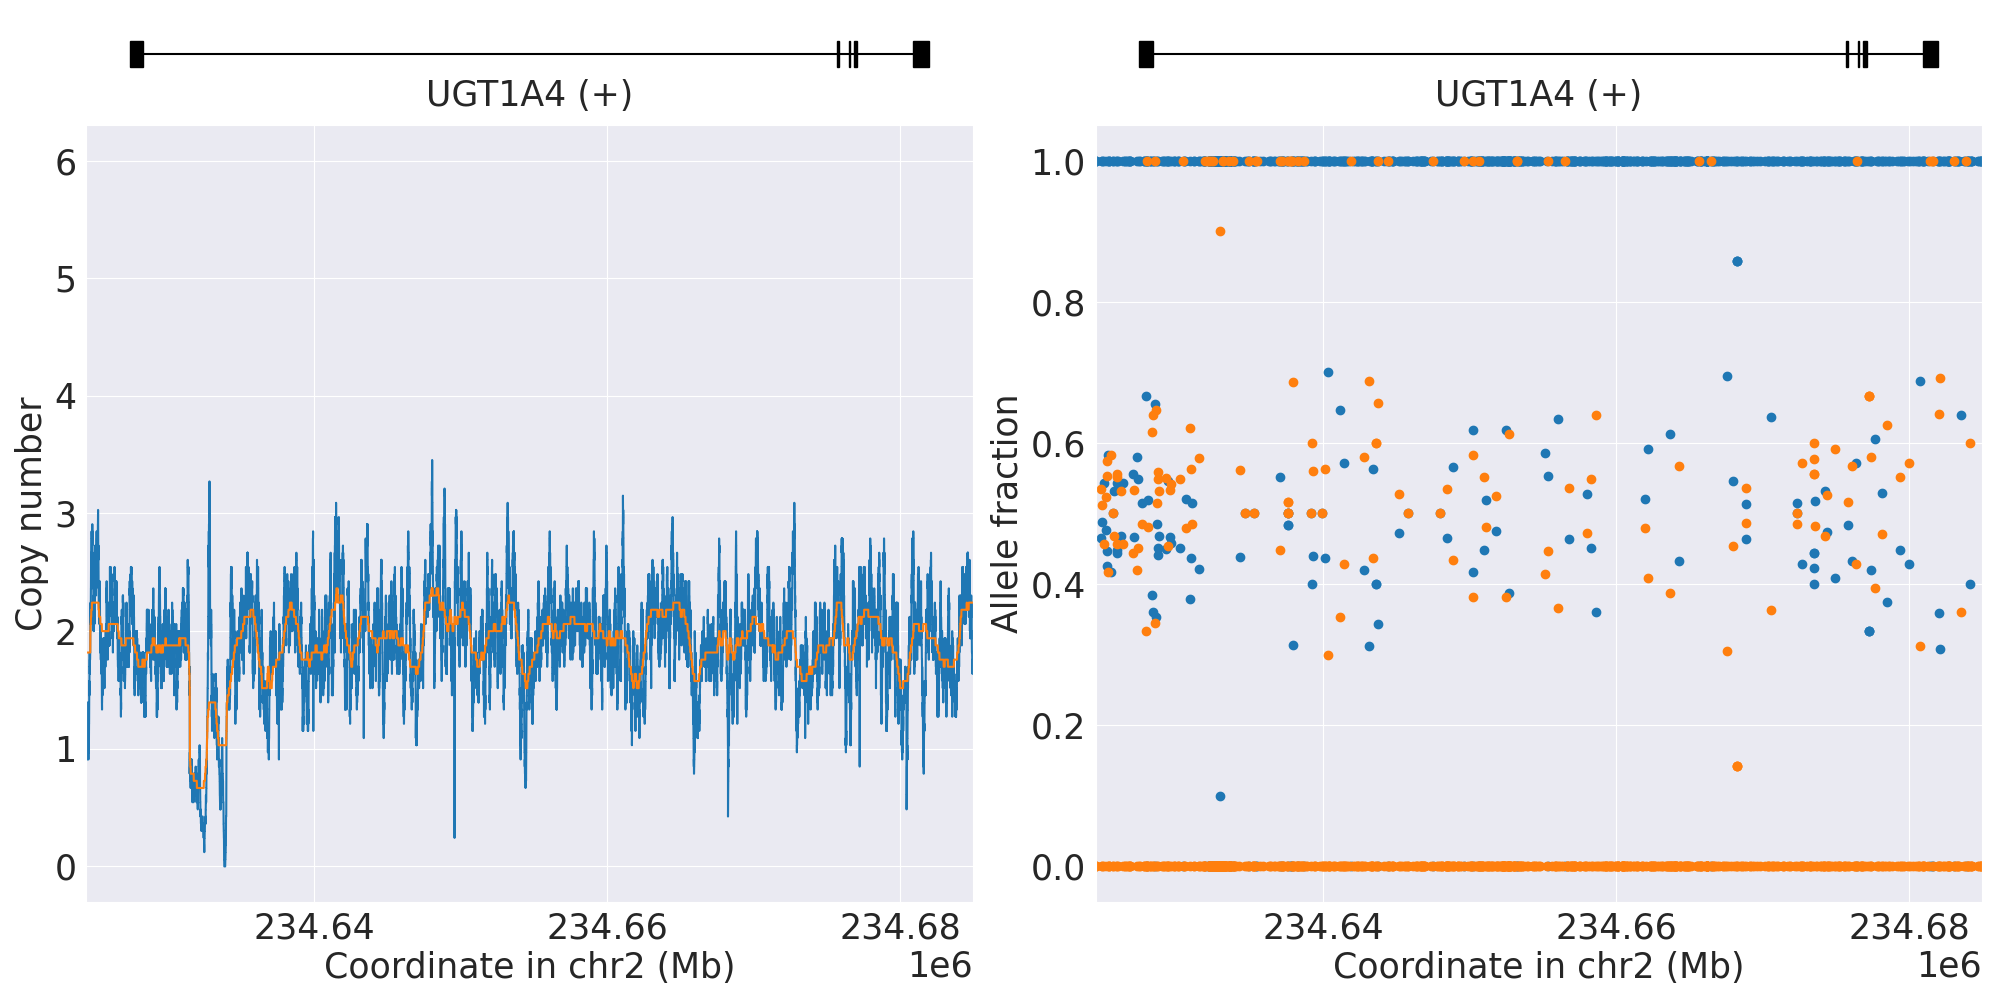 UGT1A4 (+)
Copy number
6
5
4
3
2
1
0
234.64 234.66 234.68
1e6
Coordinate in chr2 (Mb)
UGT1A4 (+)
Allele fraction
1.0
0.8
0.6
0.4
0.2
0.0
234.64 234.66 234.68
1e6
Coordinate in chr2 (Mb)